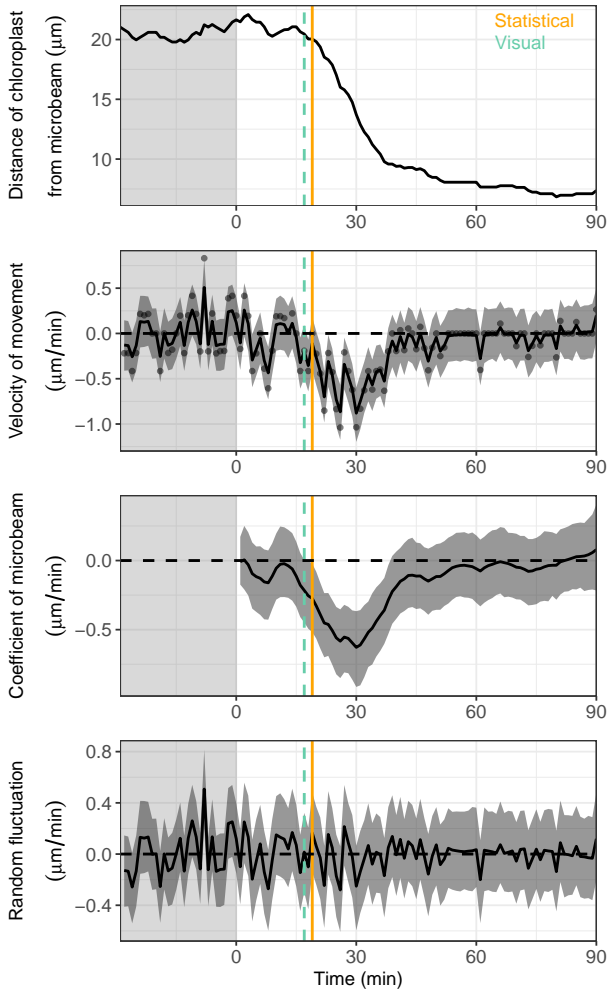 Distance of chloroplast
from microbeam (μm)
20
15
10
Statistical
Visual
0
30
60
90
Velocity of movement
(μm/min)
0.5
0.0
−0.5
−1.0
0
30
60
90
Coefficient of microbeam
(μm/min)
0.0
−0.5
0
30
60
90
Random fluctuation
(μm/min)
0.8
0.4
0.0
−0.4
0
30
60
90
Time (min)